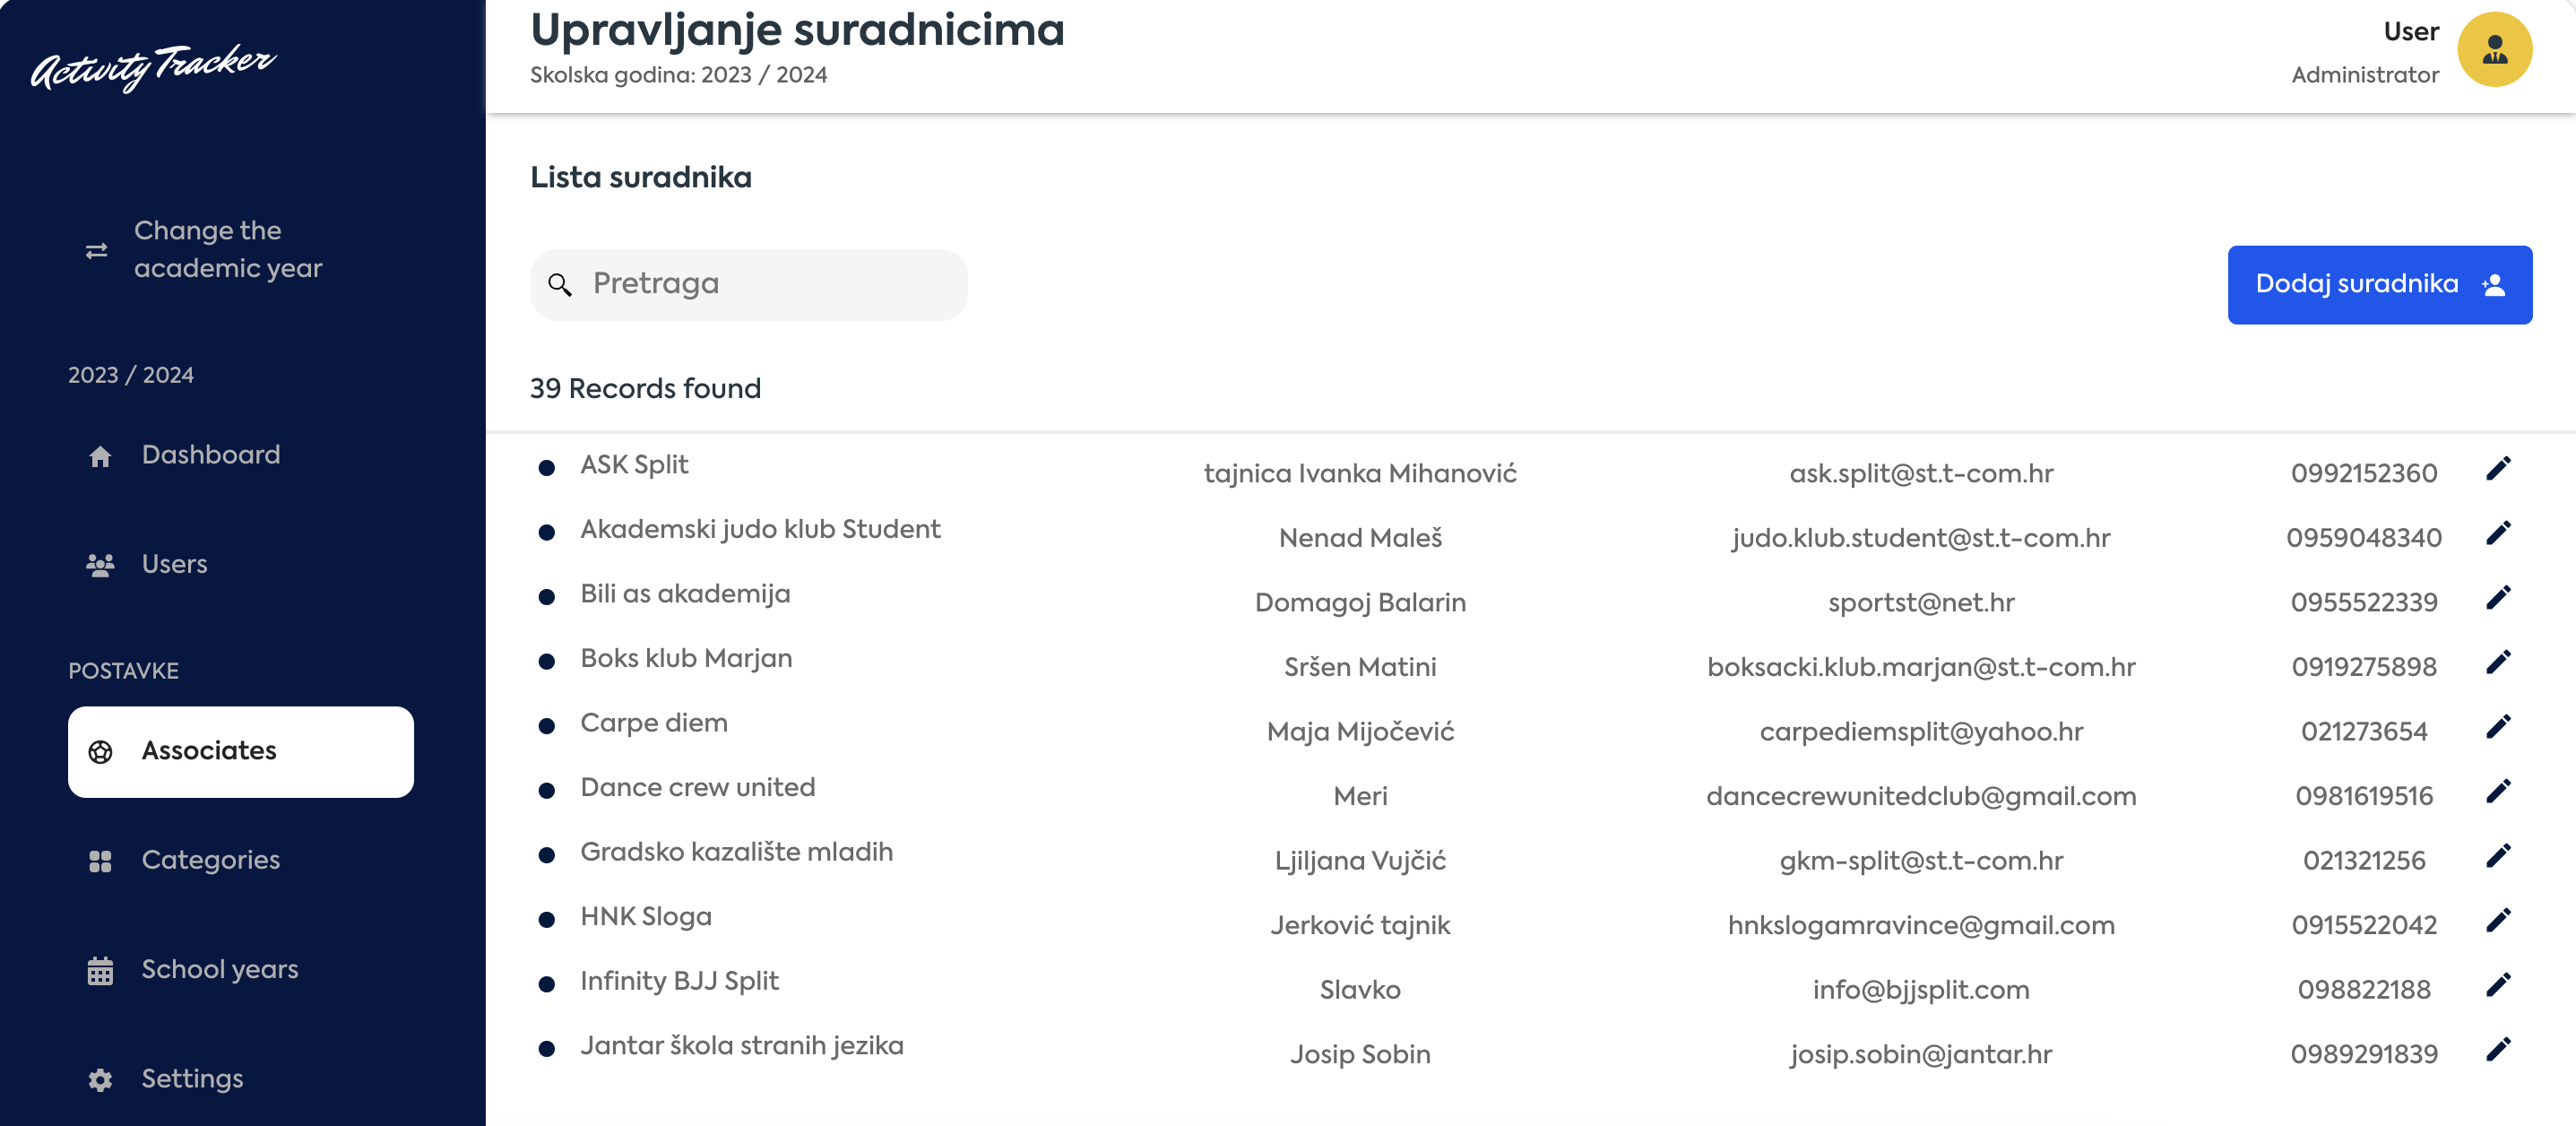 Activity Tracker
Change the
academic year
2023 / 2024
Dashboard
Users
POSTAVKE
Associates
Categories
School years
Settings
Upravljanje suradnicima
Skolska godina: 2023 / 2024
User
Administrator
Lista suradnika
Pretraga
Dodaj suradnika
39 Records found
ASK Split tajnica Ivanka Mihanović ask.split@st.t-com.hr 0992152360
Akademski judo klub Student Nenad Maleš judo.klub.student@st.t-com.hr 0959048340
Bili as akademija Domagoj Balarin sportst@net.hr 0955522339
Boks klub Marjan Sršen Matini boksacki.klub.marjan@st.t-com.hr 0919275898
Carpe diem Maja Mijočević carpediemsplit@yahoo.hr 021273654
Dance crew united Meri dancecrewunitedclub@gmail.com 0981619516
Gradsko kazalište mladih Ljiljana Vujčić gkm-split@st.t-com.hr 021321256
HNK Sloga Jerković tajnik hnkslogamravince@gmail.com 0915522042
Infinity BJJ Split Slavko info@bjjsplit.com 098822188
Jantar škola stranih jezika Josip Sobin josip.sobin@jantar.hr 0989291839